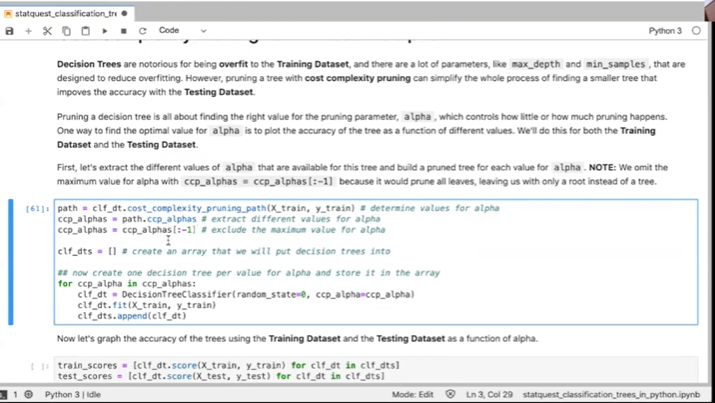 statquest_classification_tre
Code
Python 3
Decision Trees are notorious for being overfit to the Training Dataset, and there are a lot of parameters, like max_depth and min_samples, that are
designed to reduce overfitting. However, pruning a tree with cost complexity pruning can simplify the whole process of finding a smaller tree that
impoves the accuracy with the Testing Dataset.
Pruning a decision tree is all about finding the right value for the pruning parameter, alpha, which controls how little or how much pruning happens.
One way to find the optimal value for alpha is to plot the accuracy of the tree as a function of different values. We'll do this for both the Training
Dataset and the Testing Dataset.
First, let's extract the different values of alpha that are available for this tree and build a pruned tree for each value for alpha. NOTE: We omit the
maximum value for alpha with ccp_alphas = ccp_alphas[:-1] because it would prune all leaves, leaving us with only a root instead of a tree.
[61]: path = clf_dt.cost_complexity_pruning_path(X_train, y_train) # determine values for alpha
ccp_alphas = path.ccp_alphas # extract different values for alpha
ccp_alphas = ccp_alphas[:-1] # exclude the maximum value for alpha
clf_dts = [] # create an array that we will put decision trees into
## now create one decision tree per value for alpha and store it in the array
for ccp_alpha in ccp_alphas:
    clf_dt = DecisionTreeClassifier(random_state=0, ccp_alpha=ccp_alpha)
    clf_dt.fit(X_train, y_train)
    clf_dts.append(clf_dt)
Now let's graph the accuracy of the trees using the Training Dataset and the Testing Dataset as a function of alpha.
[ ]: train_scores = [clf_dt.score(X_train, y_train) for clf_dt in clf_dts]
test_scores = [clf_dt.score(X_test, y_test) for clf_dt in clf_dts]
1 Python 3 | Idle Mode: Edit Ln 3, Col 29 statquest_classification_trees_in_python.ipynb